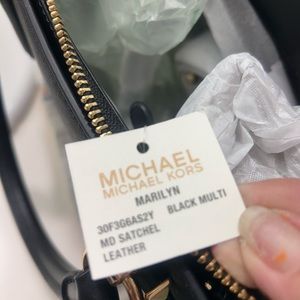 MICHAEL
MICHAEL KORS
MARILYN
30F3G6AS2Y BLACK MULTI
MD SATCHEL
LEATHER